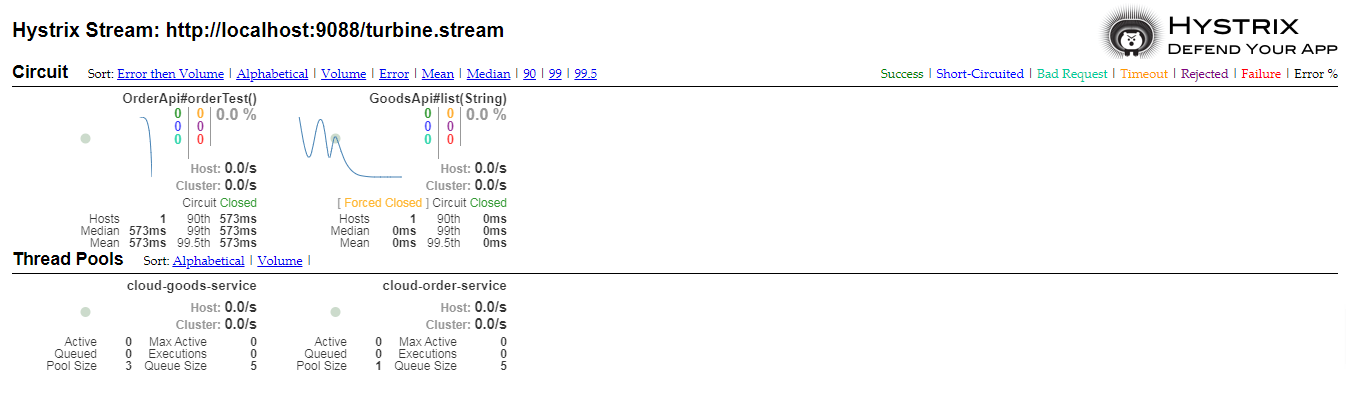 Hystrix Stream: http://localhost:9088/turbine.stream
HYSTRIX
DEFEND YOUR APP
Circuit Sort: Error then Volume | Alphabetical | Volume | Error | Mean | Median | 90 | 99 | 99.5
Success | Short-Circuited | Bad Request | Timeout | Rejected | Failure | Error %
OrderApi#orderTest()
0 0 0.0 %
0 0
0 0
Host: 0.0/s
Cluster: 0.0/s
Circuit Closed
Hosts 1 90th 573ms
Median 573ms 99th 573ms
Mean 573ms 99.5th 573ms
GoodsApi#list(String)
0 0 0.0 %
0 0
0 0
Host: 0.0/s
Cluster: 0.0/s
[ Forced Closed ] Circuit Closed
Hosts 1 90th 0ms
Median 0ms 99th 0ms
Mean 0ms 99.5th 0ms
Thread Pools Sort: Alphabetical | Volume |
cloud-goods-service
Host: 0.0/s
Cluster: 0.0/s
Active 0 Max Active 0
Queued 0 Executions 0
Pool Size 3 Queue Size 5
cloud-order-service
Host: 0.0/s
Cluster: 0.0/s
Active 0 Max Active 0
Queued 0 Executions 0
Pool Size 1 Queue Size 5